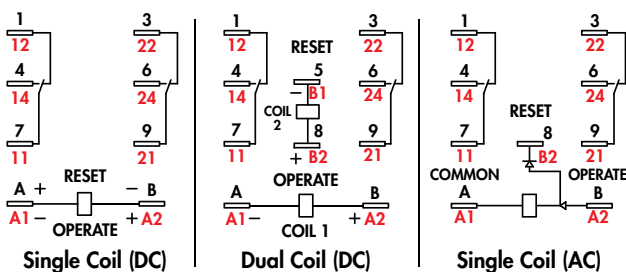 1 3
12 22
4 6
14 24
7 9
11 21
A + RESET − B
A1 − OPERATE + A2
Single Coil (DC)
1 3
12 22
RESET
4 5 6
14 − B1 24
COIL
2
7 8 9
11 + B2 21
OPERATE
A B
A1 − + A2
COIL 1
Dual Coil (DC)
1 3
12 22
4 6
14 24
RESET
7 8 9
11 B2 21
COMMON OPERATE
A B
A1 A2
Single Coil (AC)